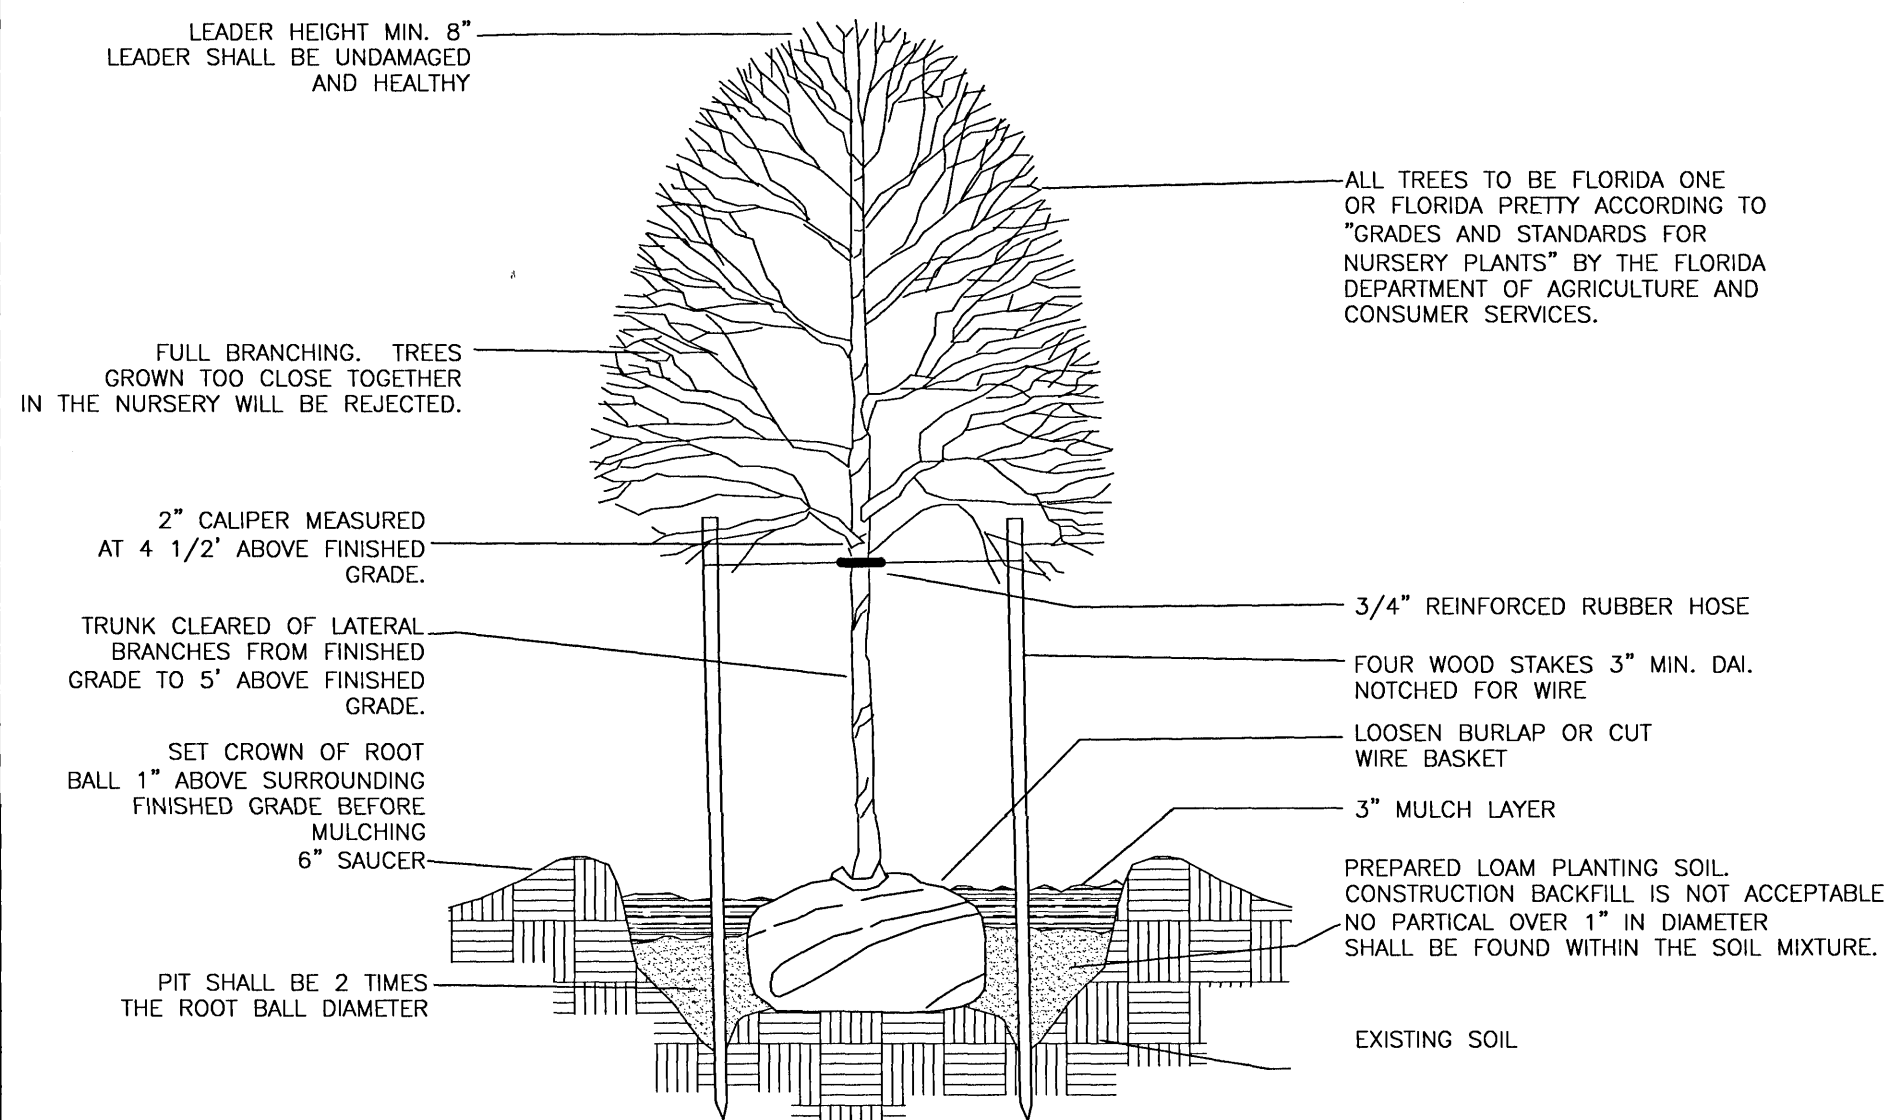 LEADER HEIGHT MIN. 8"
LEADER SHALL BE UNDAMAGED
AND HEALTHY
FULL BRANCHING. TREES
GROWN TOO CLOSE TOGETHER
IN THE NURSERY WILL BE REJECTED.
2" CALIPER MEASURED
AT 4 1/2' ABOVE FINISHED
GRADE.
TRUNK CLEARED OF LATERAL
BRANCHES FROM FINISHED
GRADE TO 5' ABOVE FINISHED
GRADE.
SET CROWN OF ROOT
BALL 1" ABOVE SURROUNDING
FINISHED GRADE BEFORE
MULCHING
6" SAUCER
PIT SHALL BE 2 TIMES
THE ROOT BALL DIAMETER
ALL TREES TO BE FLORIDA ONE
OR FLORIDA PRETTY ACCORDING TO
"GRADES AND STANDARDS FOR
NURSERY PLANTS" BY THE FLORIDA
DEPARTMENT OF AGRICULTURE AND
CONSUMER SERVICES.
3/4" REINFORCED RUBBER HOSE
FOUR WOOD STAKES 3" MIN. DAI.
NOTCHED FOR WIRE
LOOSEN BURLAP OR CUT
WIRE BASKET
3" MULCH LAYER
PREPARED LOAM PLANTING SOIL.
CONSTRUCTION BACKFILL IS NOT ACCEPTABLE
NO PARTICAL OVER 1" IN DIAMETER
SHALL BE FOUND WITHIN THE SOIL MIXTURE.
EXISTING SOIL